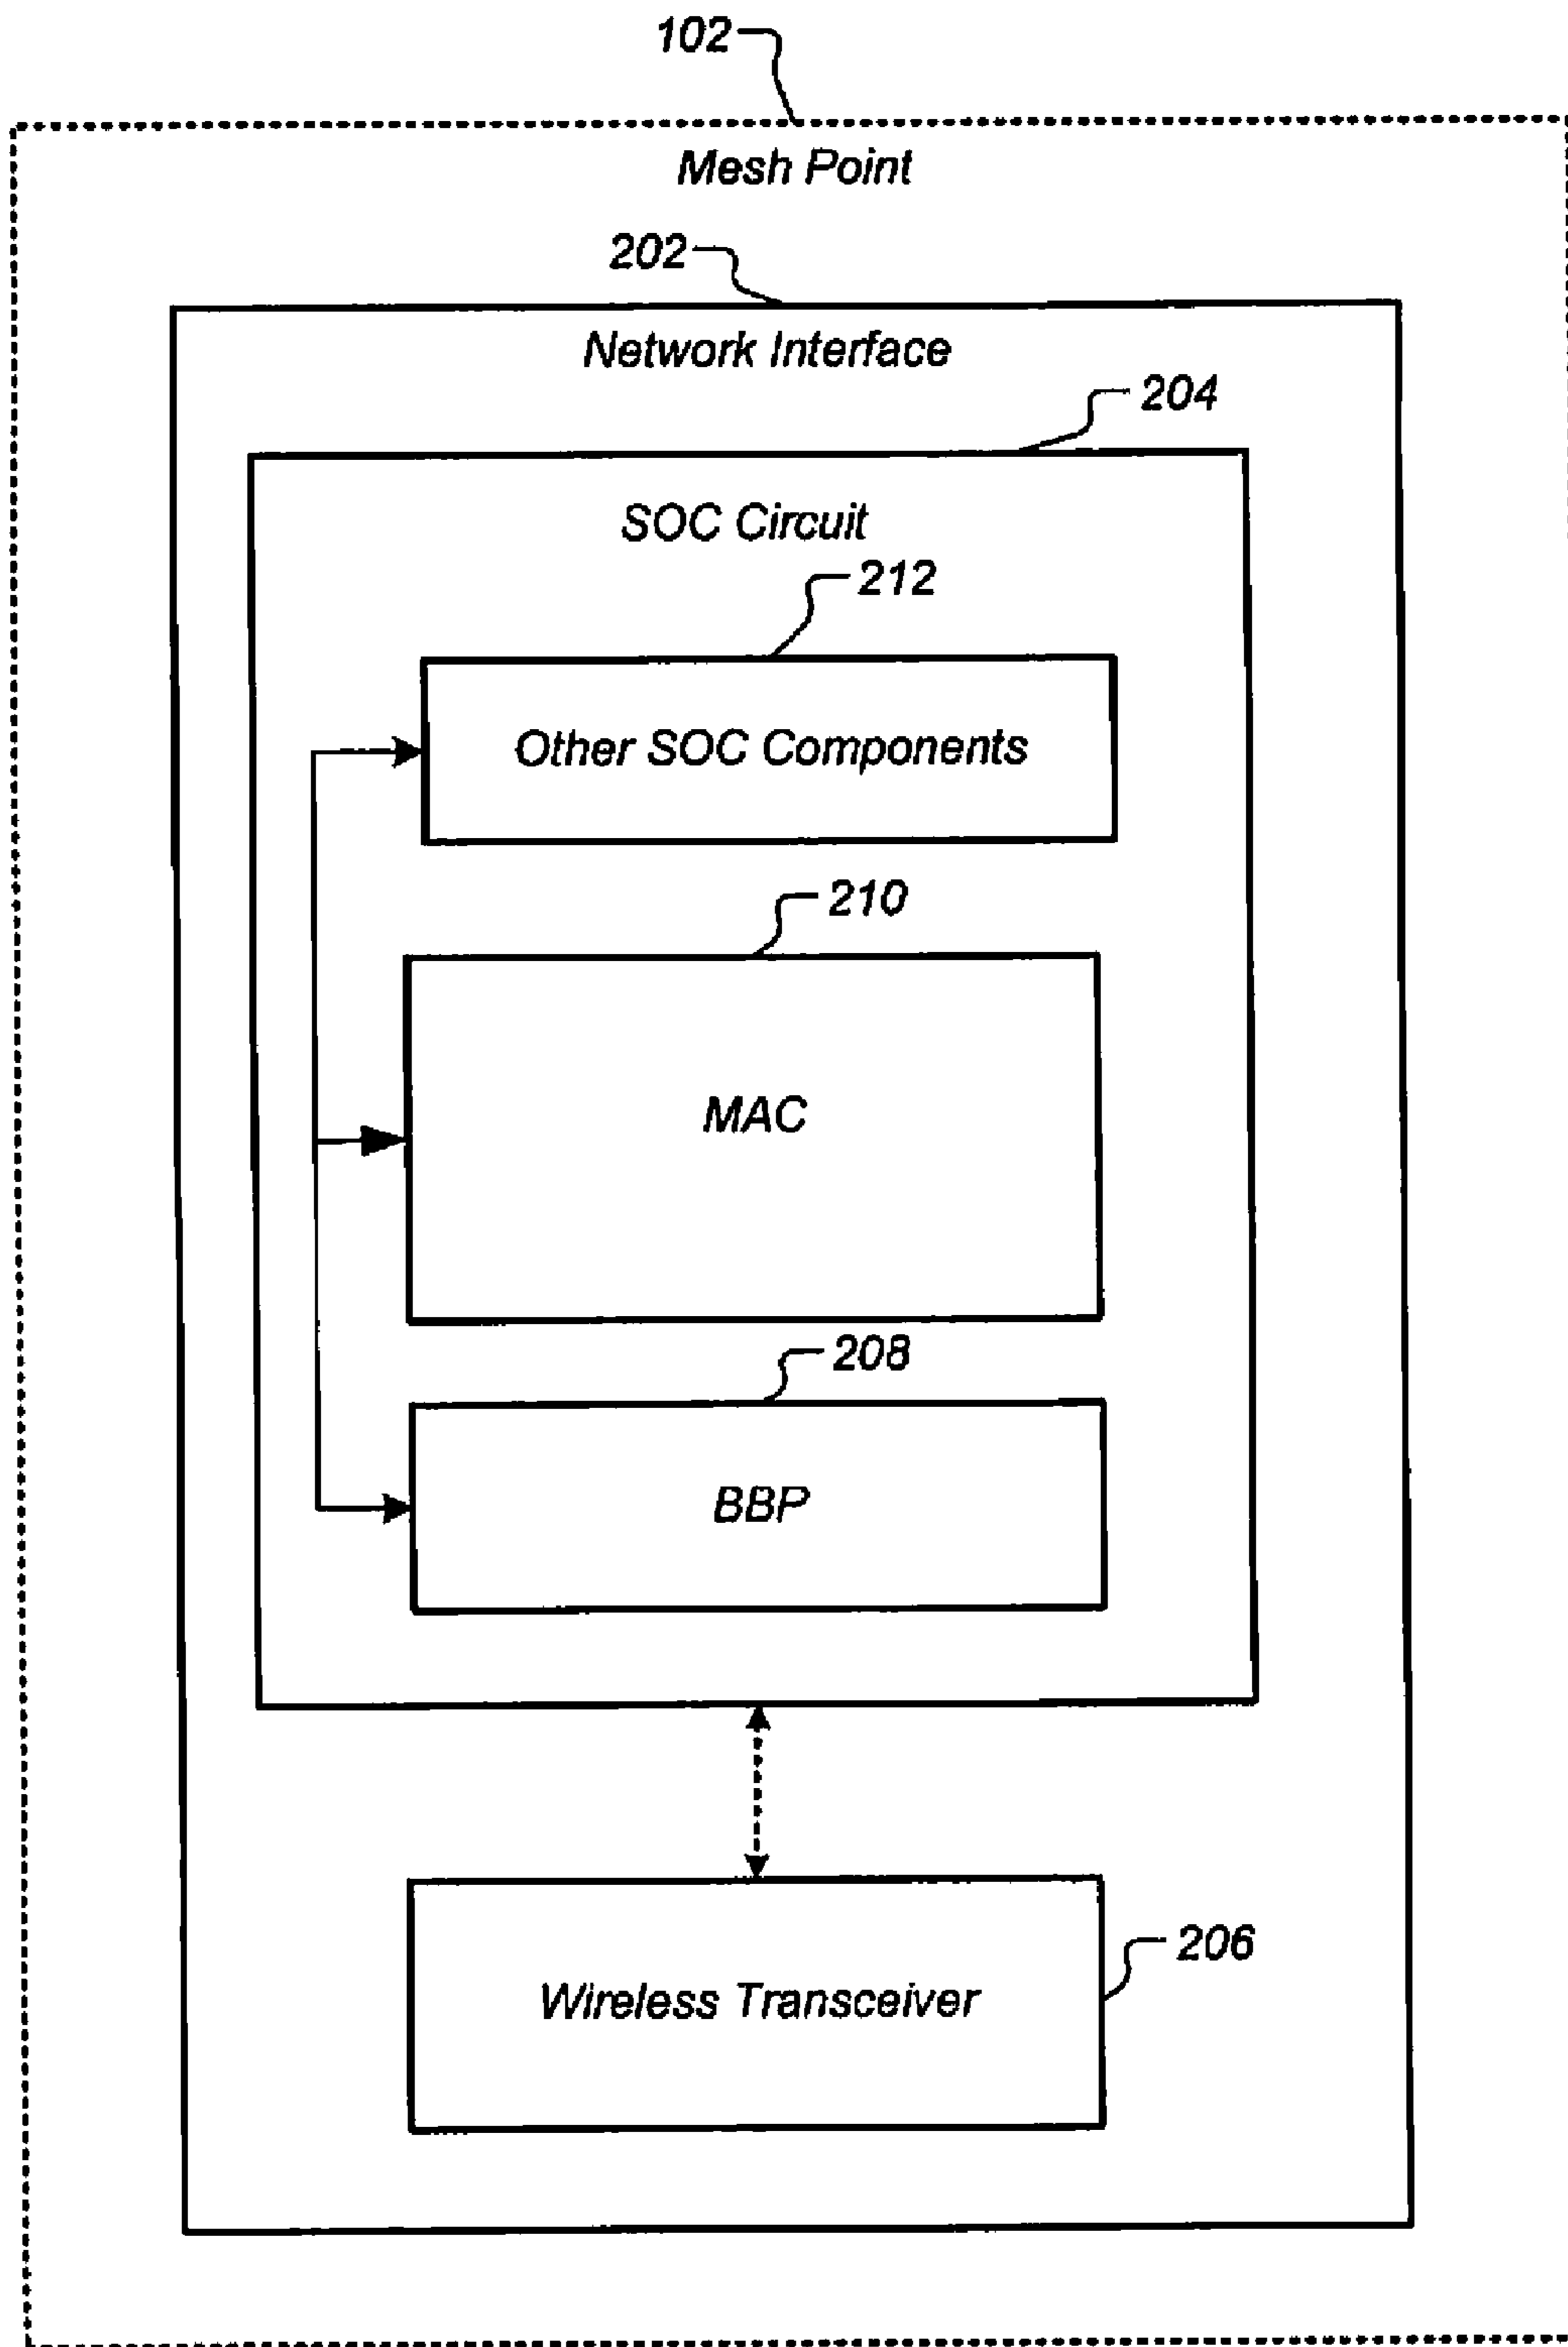 102
Mesh Point
202
Network Interface
204
SOC Circuit
212
Other SOC Components
210
MAC
208
BBP
206
Wireless Transceiver